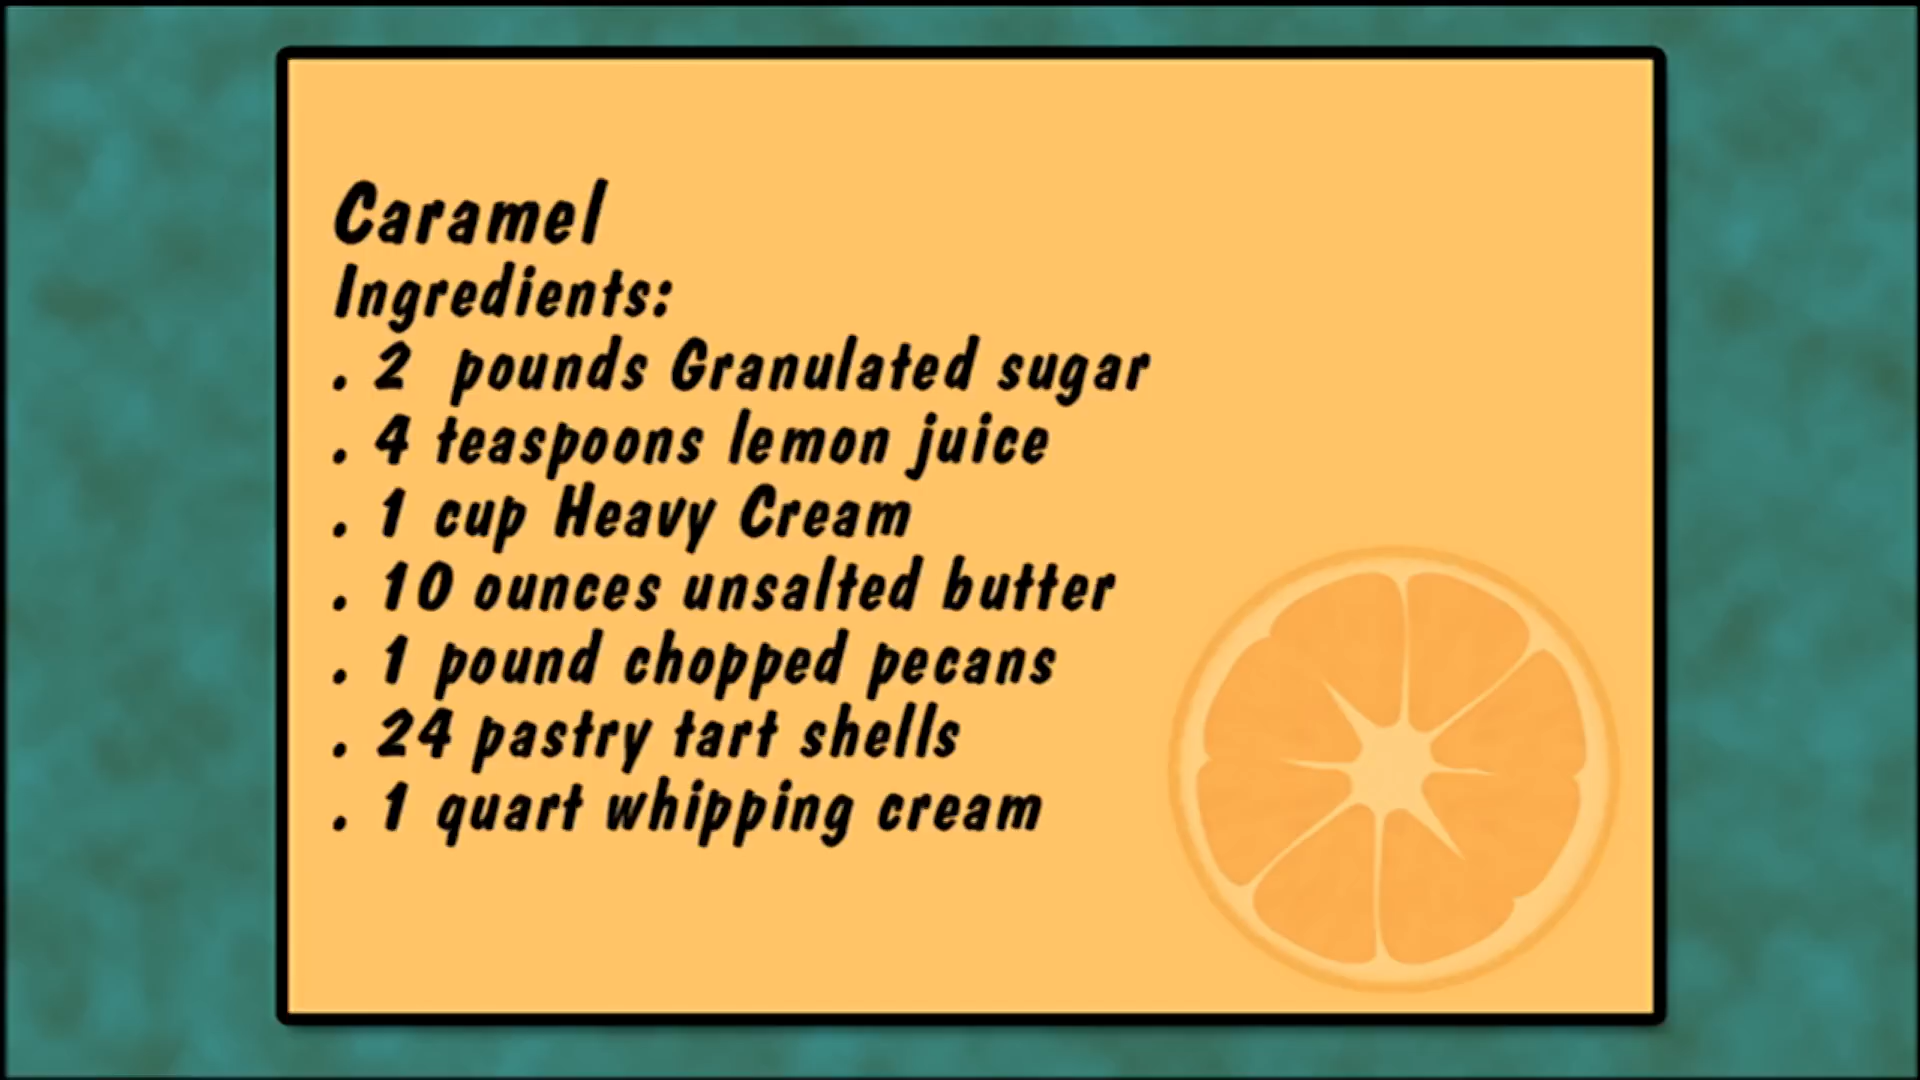 Caramel
Ingredients:
. 2 pounds Granulated sugar
. 4 teaspoons lemon juice
. 1 cup Heavy Cream
. 10 ounces unsalted butter
. 1 pound chopped pecans
. 24 pastry tart shells
. 1 quart whipping cream